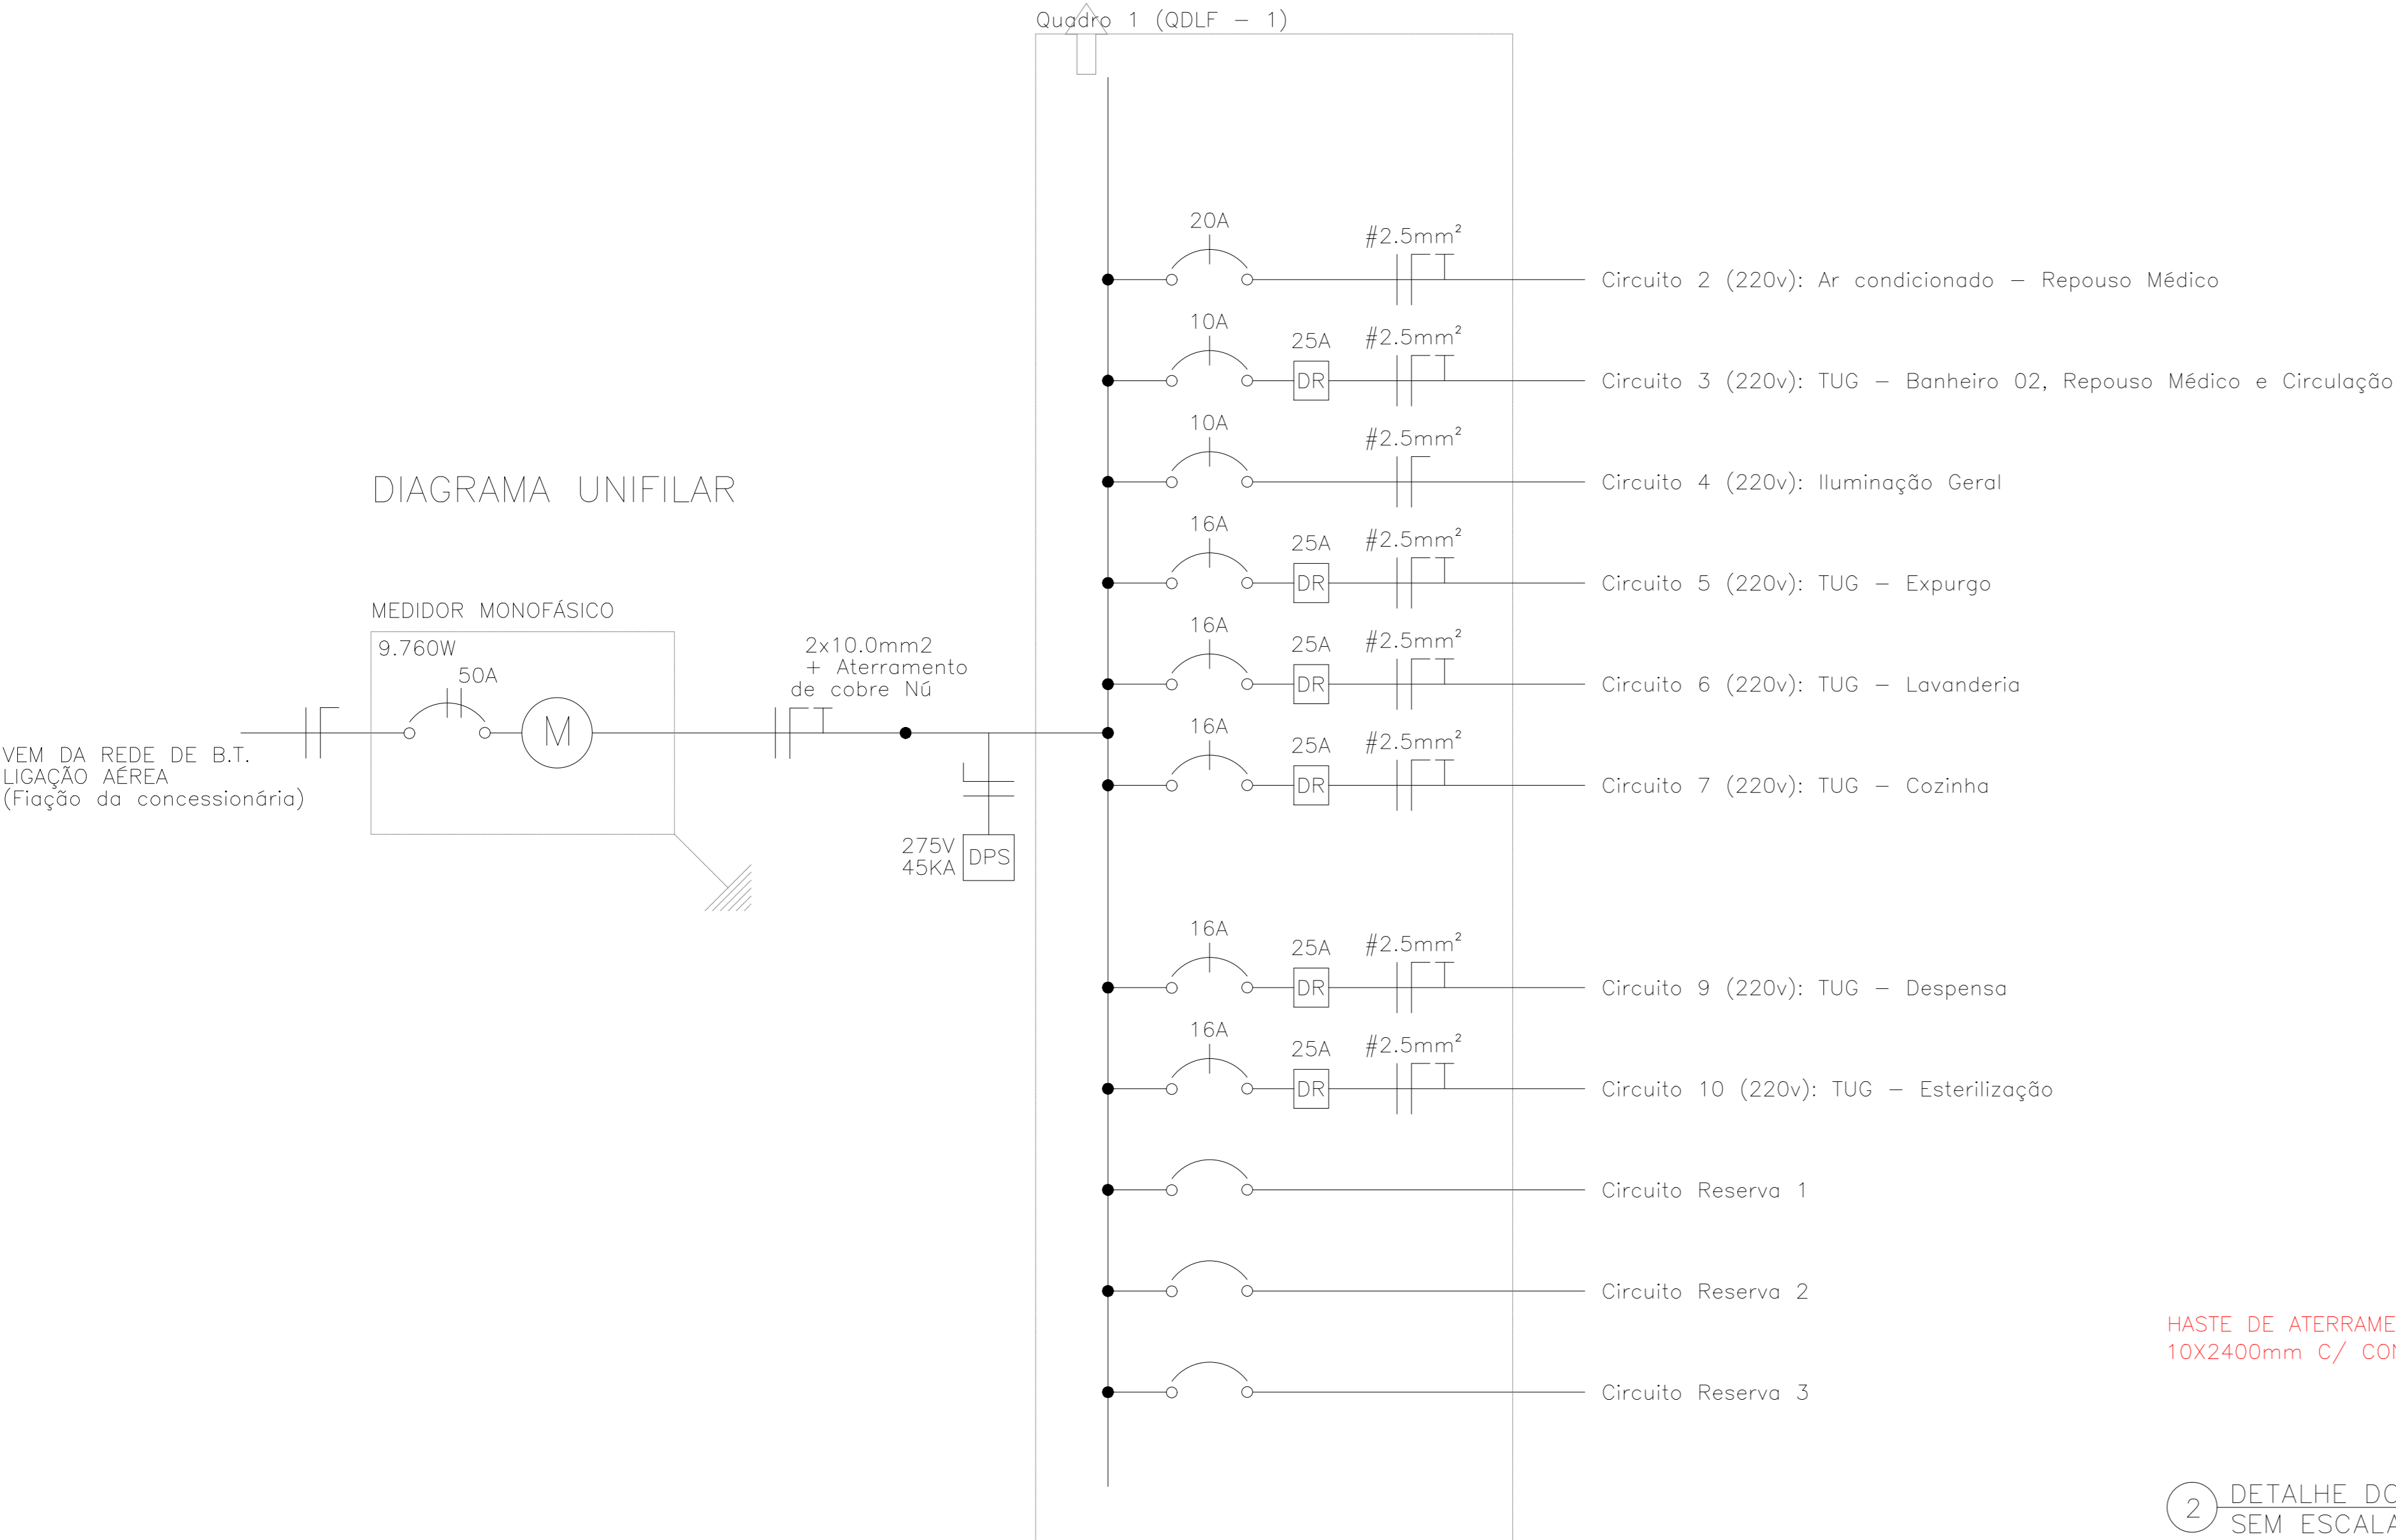 Quadro 1 (QDLF – 1)
20A
#2.5mm²
Circuito 2 (220v): Ar condicionado – Repouso Médico
10A
25A
#2.5mm²
DR
Circuito 3 (220v): TUG – Banheiro 02, Repouso Médico e Circulação
10A
#2.5mm²
Circuito 4 (220v): Iluminação Geral
DIAGRAMA UNIFILAR
16A
25A
#2.5mm²
DR
Circuito 5 (220v): TUG – Expurgo
MEDIDOR MONOFÁSICO
9.760W
50A
M
2x10.0mm2
+ Aterramento
de cobre Nú
VEM DA REDE DE B.T.
LIGAÇÃO AÉREA
(Fiação da concessionária)
275V
45KA
DPS
16A
25A
#2.5mm²
DR
Circuito 6 (220v): TUG – Lavanderia
16A
25A
#2.5mm²
DR
Circuito 7 (220v): TUG – Cozinha
16A
25A
#2.5mm²
DR
Circuito 9 (220v): TUG – Despensa
16A
25A
#2.5mm²
DR
Circuito 10 (220v): TUG – Esterilização
Circuito Reserva 1
Circuito Reserva 2
Circuito Reserva 3
HASTE DE ATERRAME
10X2400mm C/ CON
2
DETALHE DO
SEM ESCALA